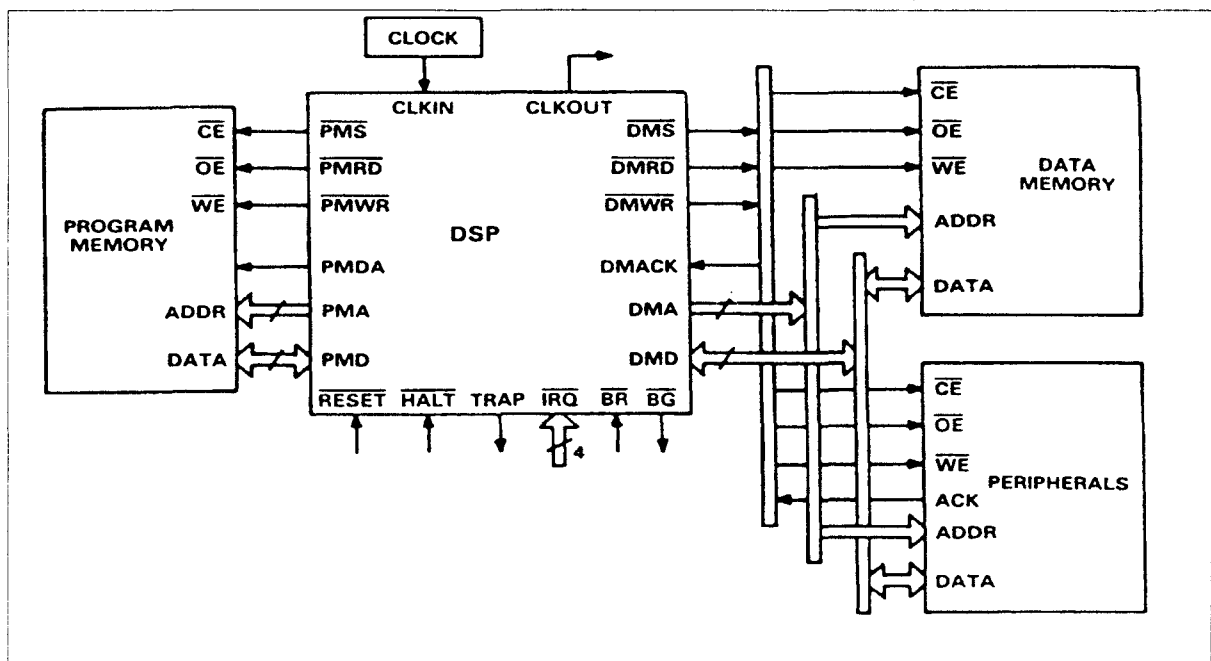 CLOCK
CLKIN
CLKOUT
PROGRAM
MEMORY
CE
OE
WE
ADDR
DATA
PMS
PMRD
PMWR
PMDA
PMA
PMD
DSP
DMS
DMRD
DMWR
DMACK
DMA
DMD
RESET HALT TRAP IRQ BR BG
4
CE
OE
WE
ADDR
DATA
DATA
MEMORY
CE
OE
WE
ACK
ADDR
DATA
PERIPHERALS